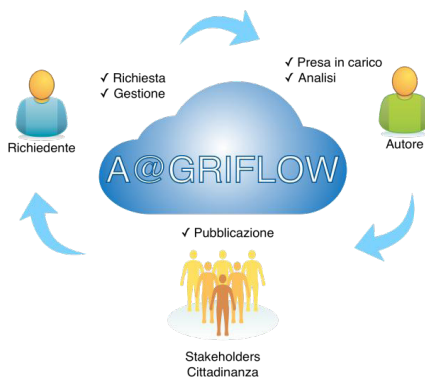 ✓ Presa in carico
✓ Analisi
✓ Richiesta
✓ Gestione
Richiedente
Autore
A@GRIFLOW
✓ Pubblicazione
Stakeholders
Cittadinanza